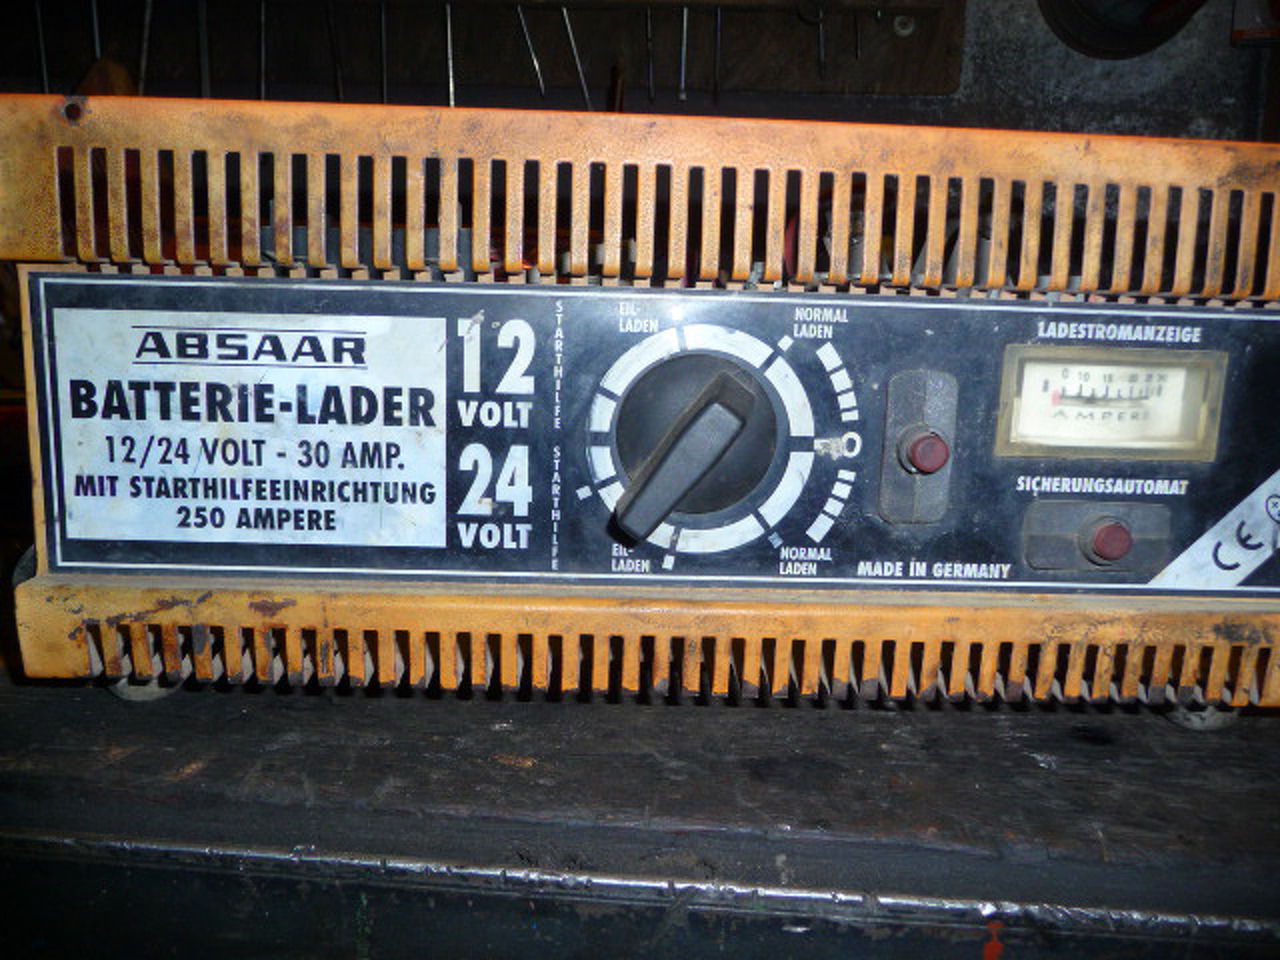 ABSAAR
BATTERIE-LADER
12/24 VOLT - 30 AMP.
MIT STARTHILFEEINRICHTUNG
250 AMPERE
12
VOLT
24
VOLT
STARTHILFE
STARTHILFE
EIL-
LADEN
NORMAL
LADEN
O
EIL-
LADEN
NORMAL
LADEN
LADESTROMANZEIGE
0 10 15
AMPERE
SICHERUNGSAUTOMAT
MADE IN GERMANY
CE